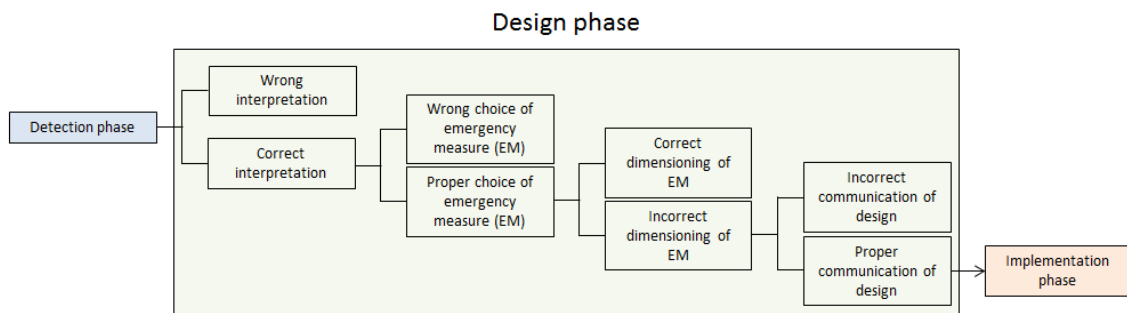 Design phase
Detection phase
Wrong
interpretation
Correct
interpretation
Wrong choice of
emergency
measure (EM)
Proper choice of
emergency
measure (EM)
Correct
dimensioning of
EM
Incorrect
dimensioning of
EM
Incorrect
communication of
design
Proper
communication of
design
Implementation
phase